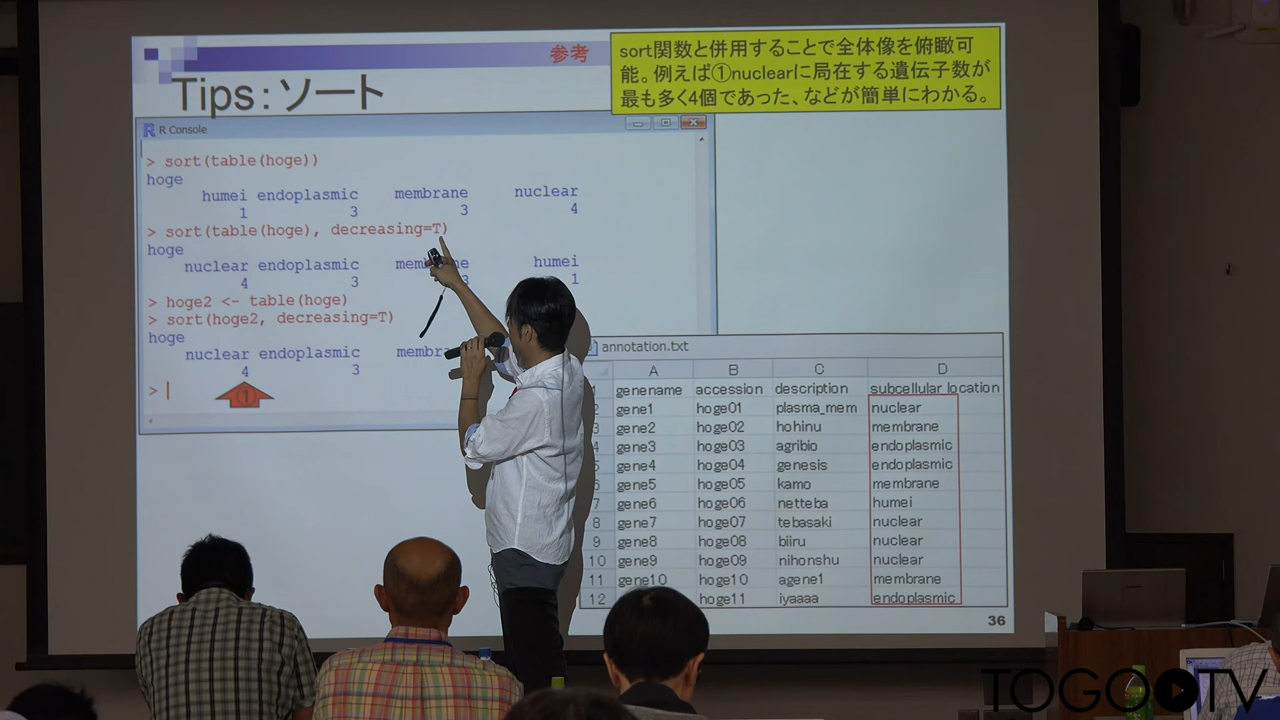 参考
Tips：ソート
sort関数と併用することで全体像を俯瞰可
能。例えば①nuclearに局在する遺伝子数が
最も多く4個であった、などが簡単にわかる。
R Console
> sort(table(hoge))
hoge
humei endoplasmic membrane nuclear
1 3 3 4
> sort(table(hoge), decreasing=T)
hoge
nuclear endoplasmic humei
4 3 3 1
> hoge2 <- table(hoge)
> sort(hoge2, decreasing=T)
hoge
nuclear endoplasmic
4 3
>
①
annotation.txt
A B C D
genename accession description subcellular_location
2 gene1 hoge01 plasma_mem nuclear
3 gene2 hoge02 hohinu membrane
4 gene3 hoge03 agribio endoplasmic
5 gene4 hoge04 genesis endoplasmic
6 gene5 hoge05 kamo membrane
7 gene6 hoge06 netteba humei
8 gene7 hoge07 tebasaki nuclear
9 gene8 hoge08 biiru nuclear
10 gene9 hoge09 nihonshu nuclear
11 gene10 hoge10 agene1 membrane
12 gene11 hoge11 iyaaaa endoplasmic
36
TOGOTV